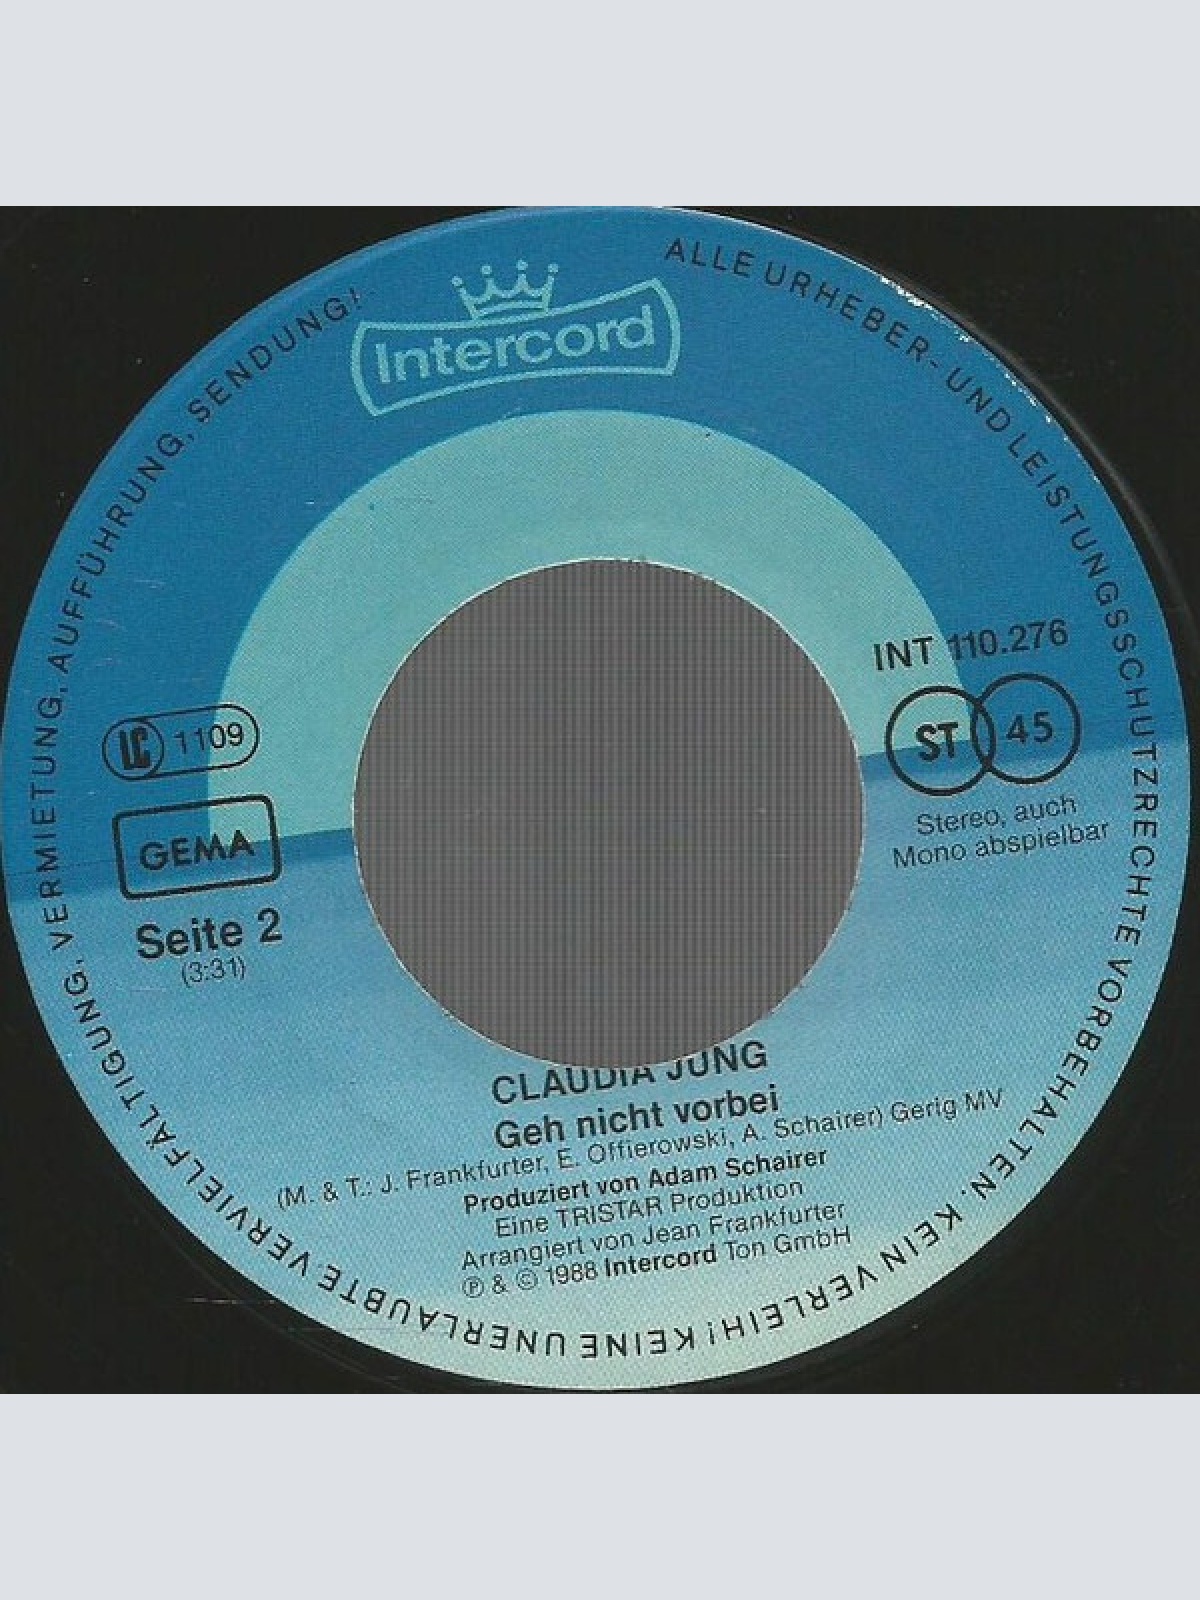 Intercord
ALLE URHEBER- UND LEISTUNGSSCHUTZRECHTE VORBEHALTEN. KEIN VERLEIH! KEINE UNERLAUBTE VERVIELFÄLTIGUNG, VERMIETUNG, AUFFÜHRUNG, SENDUNG!
INT 110.276
ST 45
Stereo, auch
Mono abspielbar
LC 1109
GEMA
Seite 2
(3:31)
CLAUDIA JUNG
Geh nicht vorbei
(M. & T.: J. Frankfurter, E. Offierowski, A. Schairer) Gerig MV
Produziert von Adam Schairer
Eine TRISTAR Produktion
Arrangiert von Jean Frankfurter
℗ & © 1988 Intercord Ton GmbH